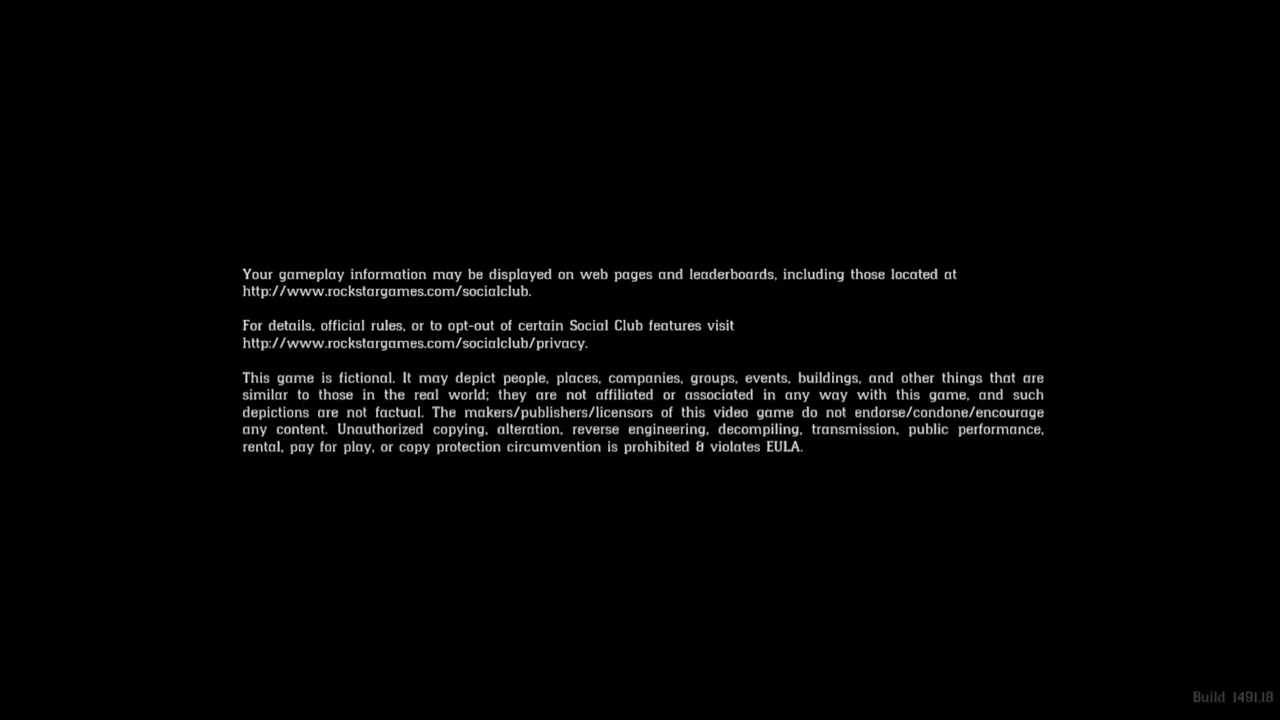 Your gameplay information may be displayed on web pages and leaderboards, including those located at
http://www.rockstargames.com/socialclub.
For details, official rules, or to opt-out of certain Social Club features visit
http://www.rockstargames.com/socialclub/privacy.
This game is fictional. It may depict people, places, companies, groups, events, buildings, and other things that are
similar to those in the real world; they are not affiliated or associated in any way with this game, and such
depictions are not factual. The makers/publishers/licensors of this video game do not endorse/condone/encourage
any content. Unauthorized copying, alteration, reverse engineering, decompiling, transmission, public performance,
rental, pay for play, or copy protection circumvention is prohibited & violates EULA.
Build 1491.18